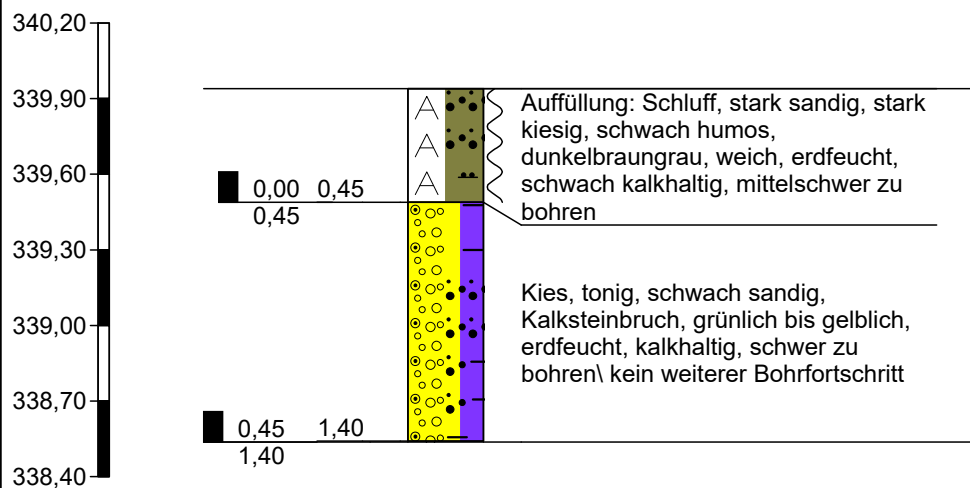 340,20
339,90
339,60
339,30
339,00
338,70
338,40
0,00 0,45
0,45
A
A
A
Auffüllung: Schluff, stark sandig, stark
kiesig, schwach humos,
dunkelbraungrau, weich, erdfeucht,
schwach kalkhaltig, mittelschwer zu
bohren
Kies, tonig, schwach sandig,
Kalksteinbruch, grünlich bis gelblich,
erdfeucht, kalkhaltig, schwer zu
bohren\ kein weiterer Bohrfortschritt
0,45 1,40
1,40